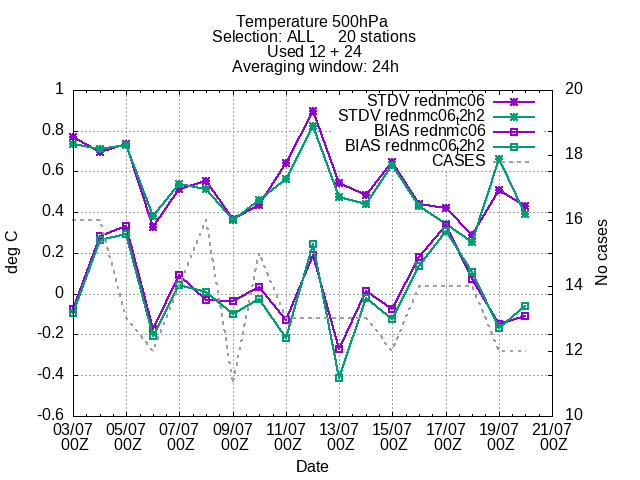 Temperature 500hPa
Selection: ALL 20 stations
Used 12 + 24
Averaging window: 24h
STDV rednmc06
STDV rednmc06,2h2
BIAS rednmc06
BIAS rednmc06,2h2
CASES
1
0.8
0.6
0.4
0.2
0
-0.2
-0.4
-0.6
deg C
20
18
16
14
12
10
No cases
03/07 05/07 07/07 09/07 11/07 13/07 15/07 17/07 19/07 21/07
00Z 00Z 00Z 00Z 00Z 00Z 00Z 00Z 00Z 00Z
Date